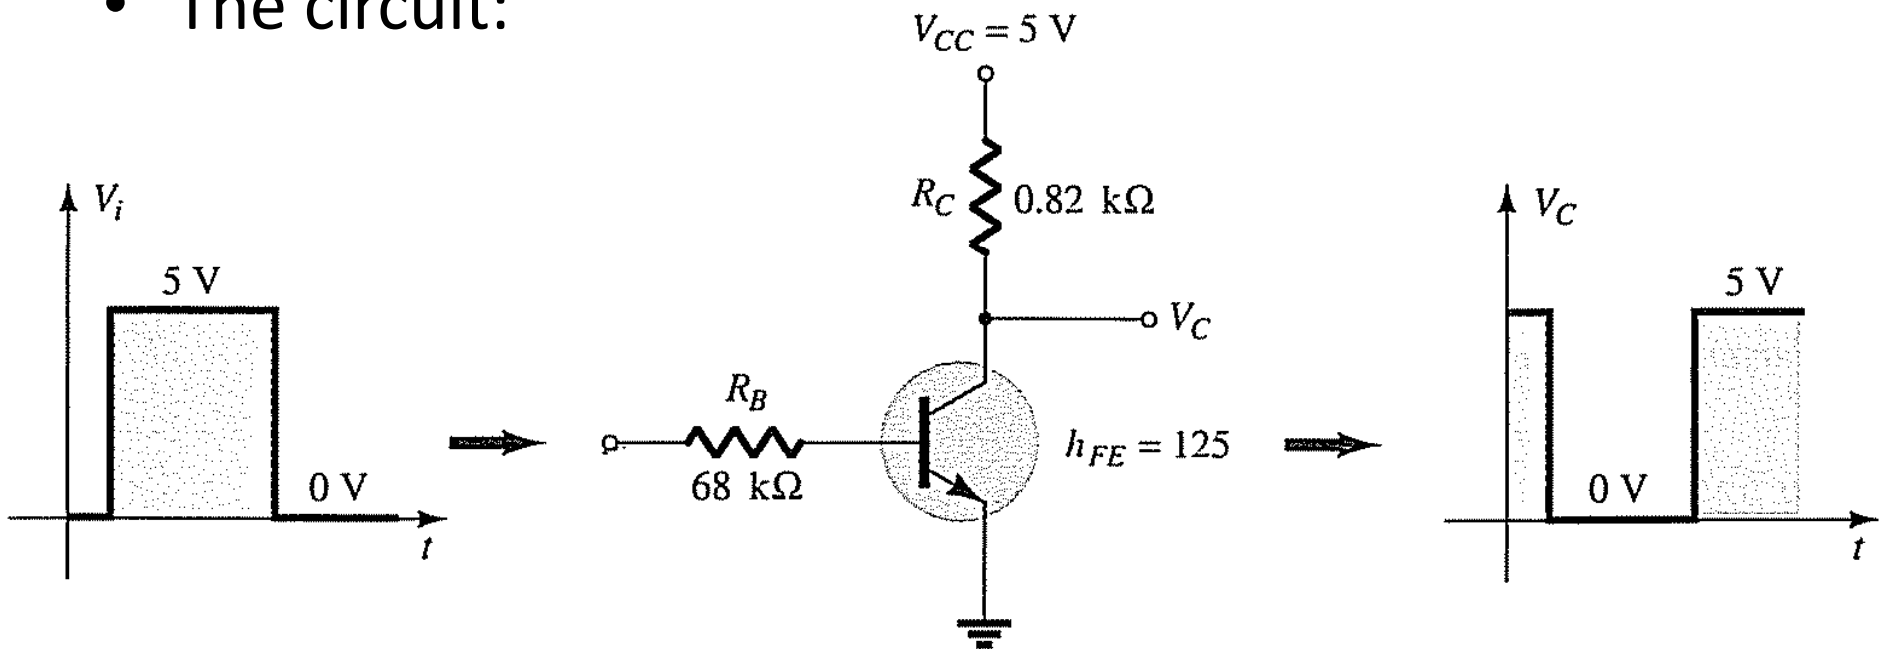 • The circuit:
V_CC = 5 V
V_i
5 V
0 V
t
R_B
68 kΩ
R_C
0.82 kΩ
V_C
h_FE = 125
V_C
5 V
0 V
t